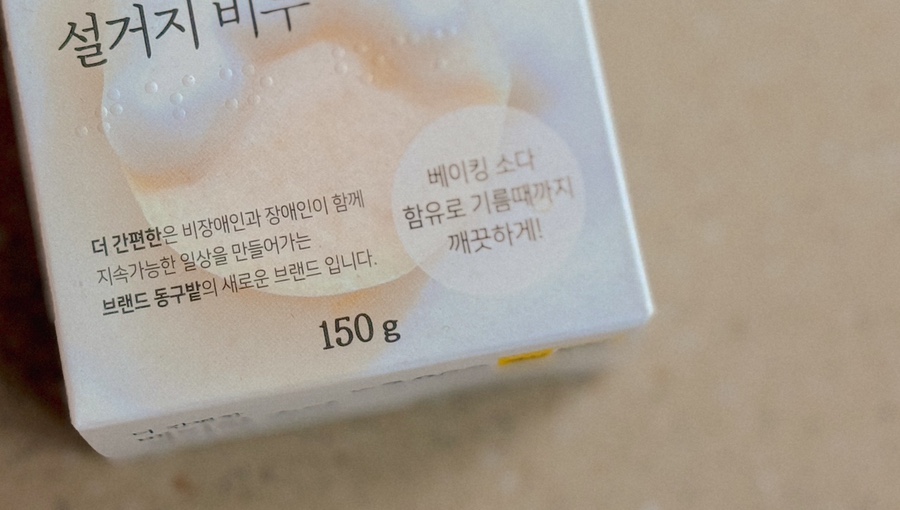 설거지 비누
더 간편한은 비장애인과 장애인이 함께
지속가능한 일상을 만들어가는
브랜드 동구밭의 새로운 브랜드 입니다.
베이킹 소다
함유로 기름때까지
깨끗하게!
150 g